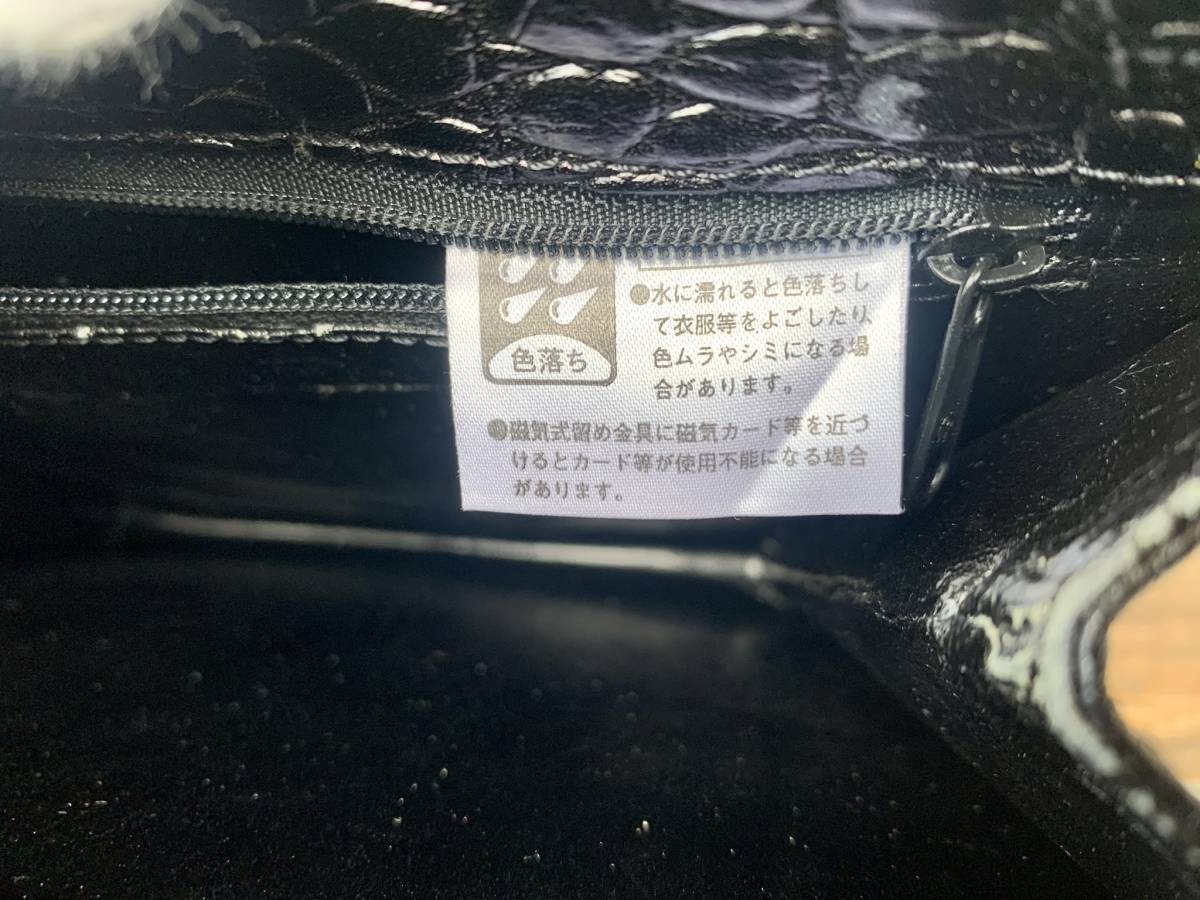 色落ち
●水に濡れると色落ちし
て衣服等をよごしたり、
色ムラやシミになる場
合があります。
●磁気式留め金具に磁気カード等を近づ
けるとカード等が使用不能になる場合
があります。